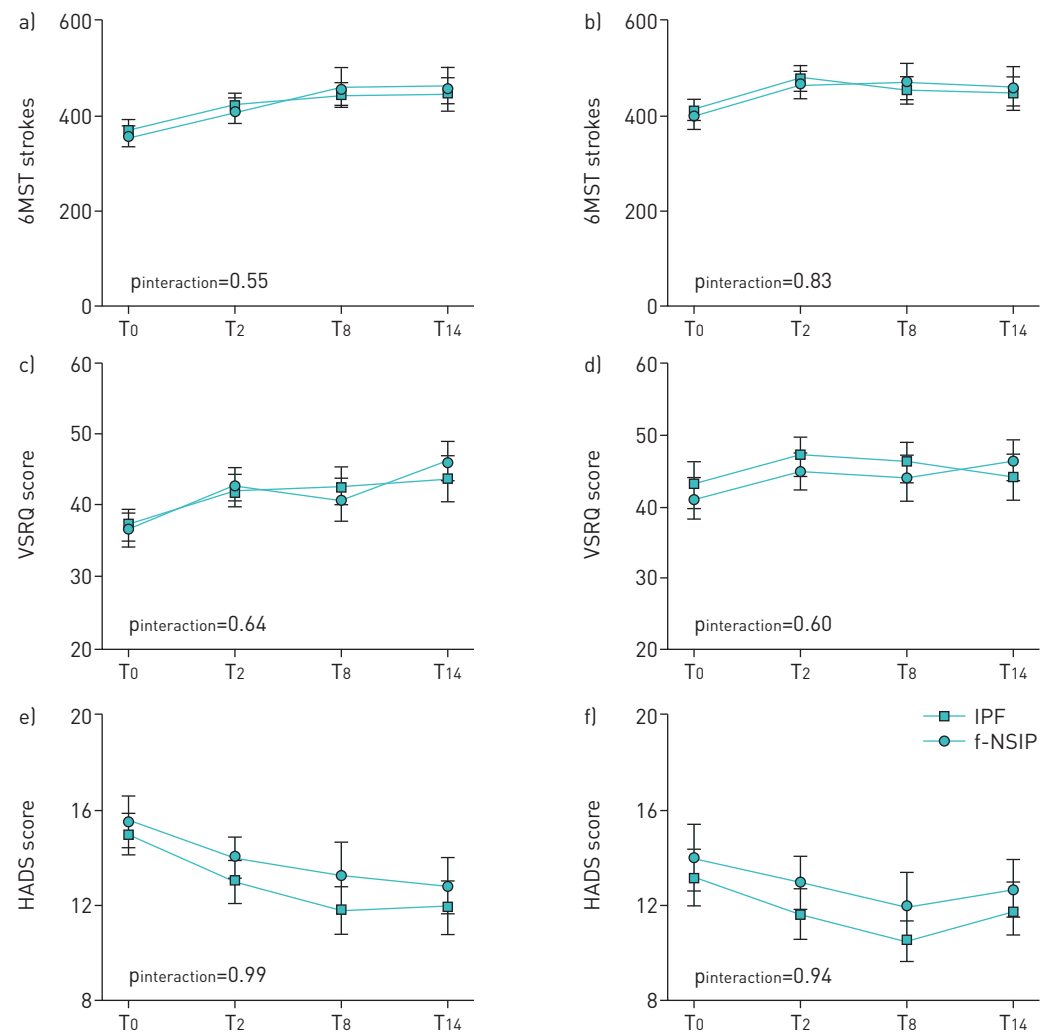 a)
600
400
200
0
6MST strokes
pinteraction=0.55
T0 T2 T8 T14
b)
600
400
200
0
6MST strokes
pinteraction=0.83
T0 T2 T8 T14
c)
60
50
40
30
20
VSRQ score
pinteraction=0.64
T0 T2 T8 T14
d)
60
50
40
30
20
VSRQ score
pinteraction=0.60
T0 T2 T8 T14
e)
20
16
12
8
HADS score
pinteraction=0.99
T0 T2 T8 T14
f)
20
16
12
8
HADS score
IPF
f-NSIP
pinteraction=0.94
T0 T2 T8 T14